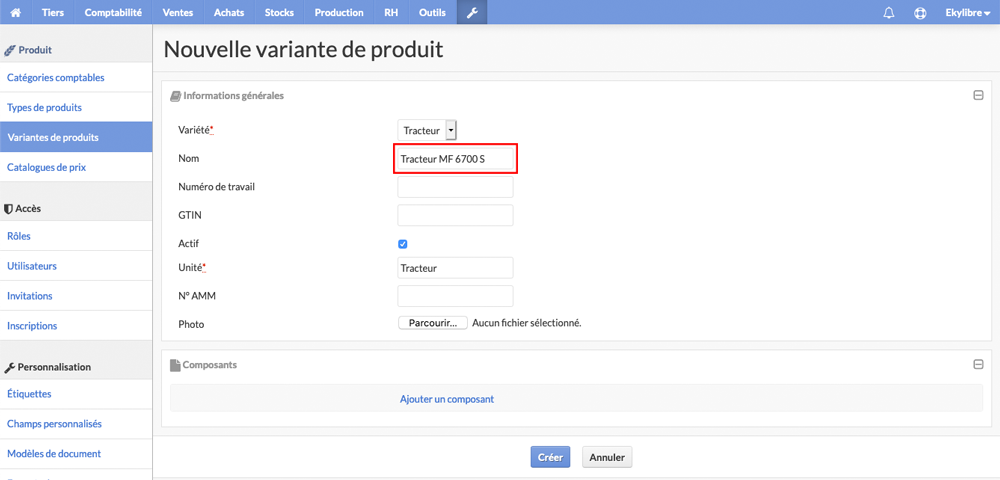 Tiers Comptabilité Ventes Achats Stocks Production RH Outils Ekylibre
Produit
Catégories comptables
Types de produits
Variantes de produits
Catalogues de prix
Accès
Rôles
Utilisateurs
Invitations
Inscriptions
Personnalisation
Étiquettes
Champs personnalisés
Modèles de document
Nouvelle variante de produit
Informations générales
Variété* Tracteur
Nom Tracteur MF 6700 S
Numéro de travail
GTIN
Actif
Unité* Tracteur
N° AMM
Photo Parcourir... Aucun fichier sélectionné.
Composants
Ajouter un composant
Créer Annuler